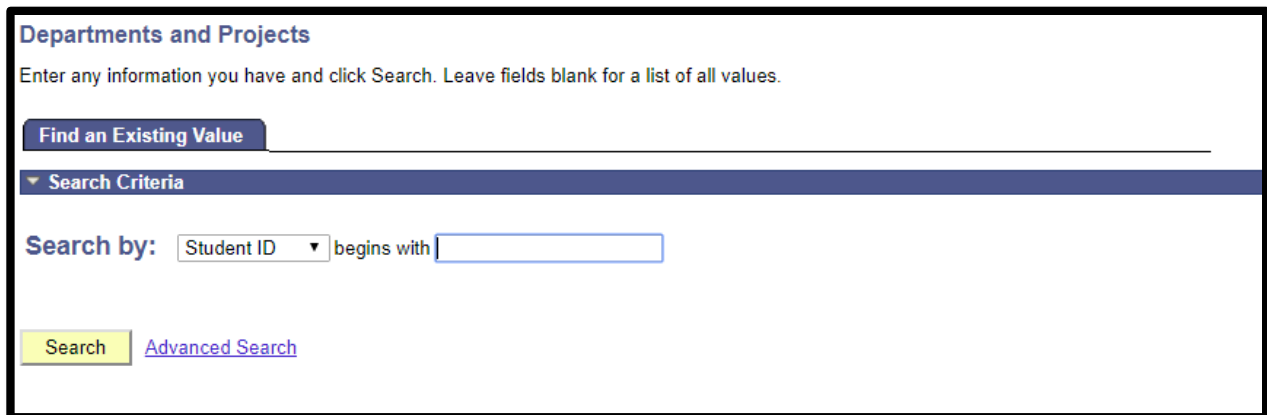 Departments and Projects
Enter any information you have and click Search. Leave fields blank for a list of all values.
Find an Existing Value
Search Criteria
Search by: Student ID begins with
Search Advanced Search